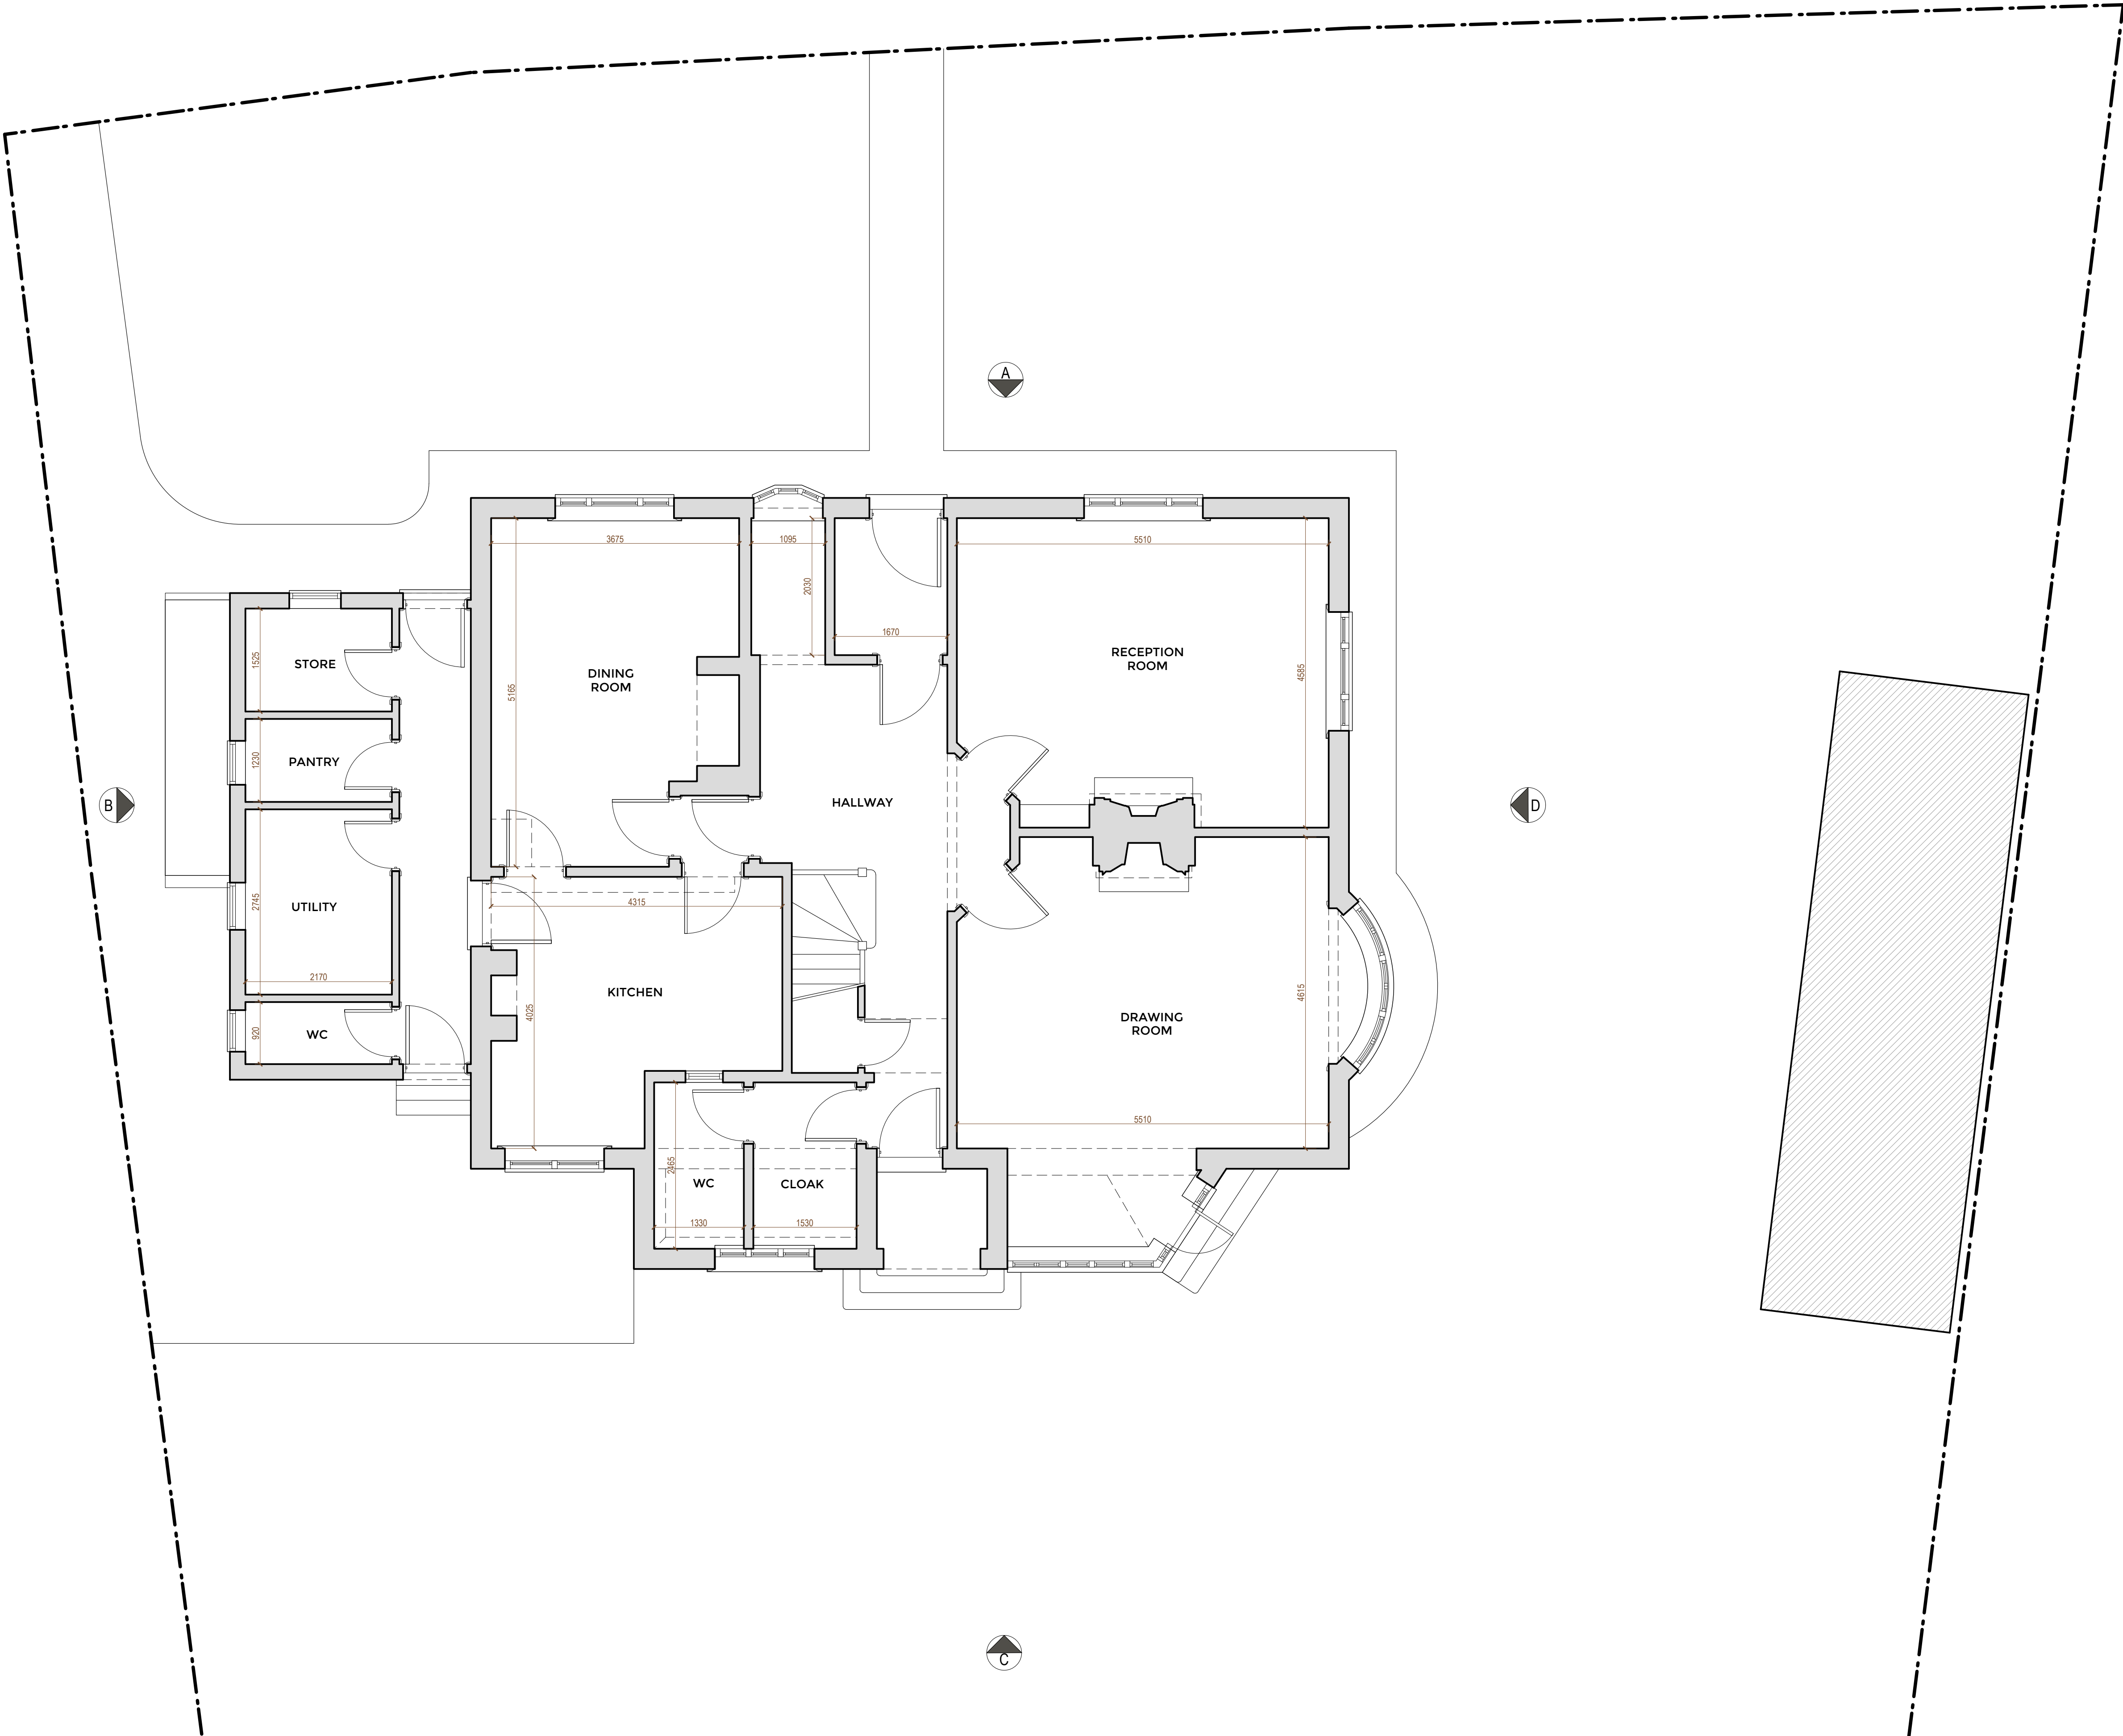 A
3675
1095
5510
2030
1670
STORE
1525
DINING
ROOM
5165
RECEPTION
ROOM
4585
PANTRY
1230
B
HALLWAY
D
UTILITY
2745
4315
2170
KITCHEN
4025
4615
WC
920
DRAWING
ROOM
5510
2465
WC
CLOAK
1330
1530
C